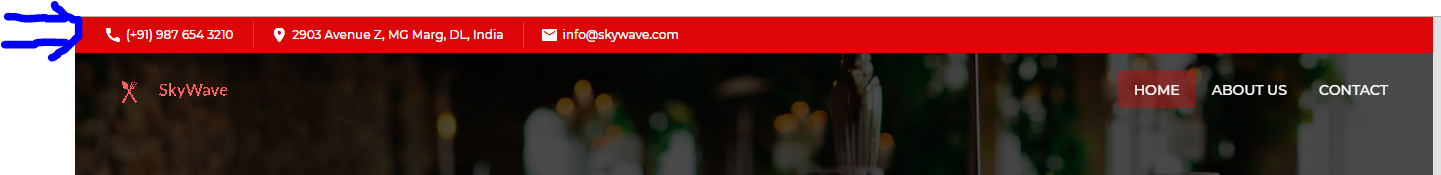 (+91) 987 654 3210 2903 Avenue Z, MG Marg, DL, India info@skywave.com
SkyWave HOME ABOUT US CONTACT